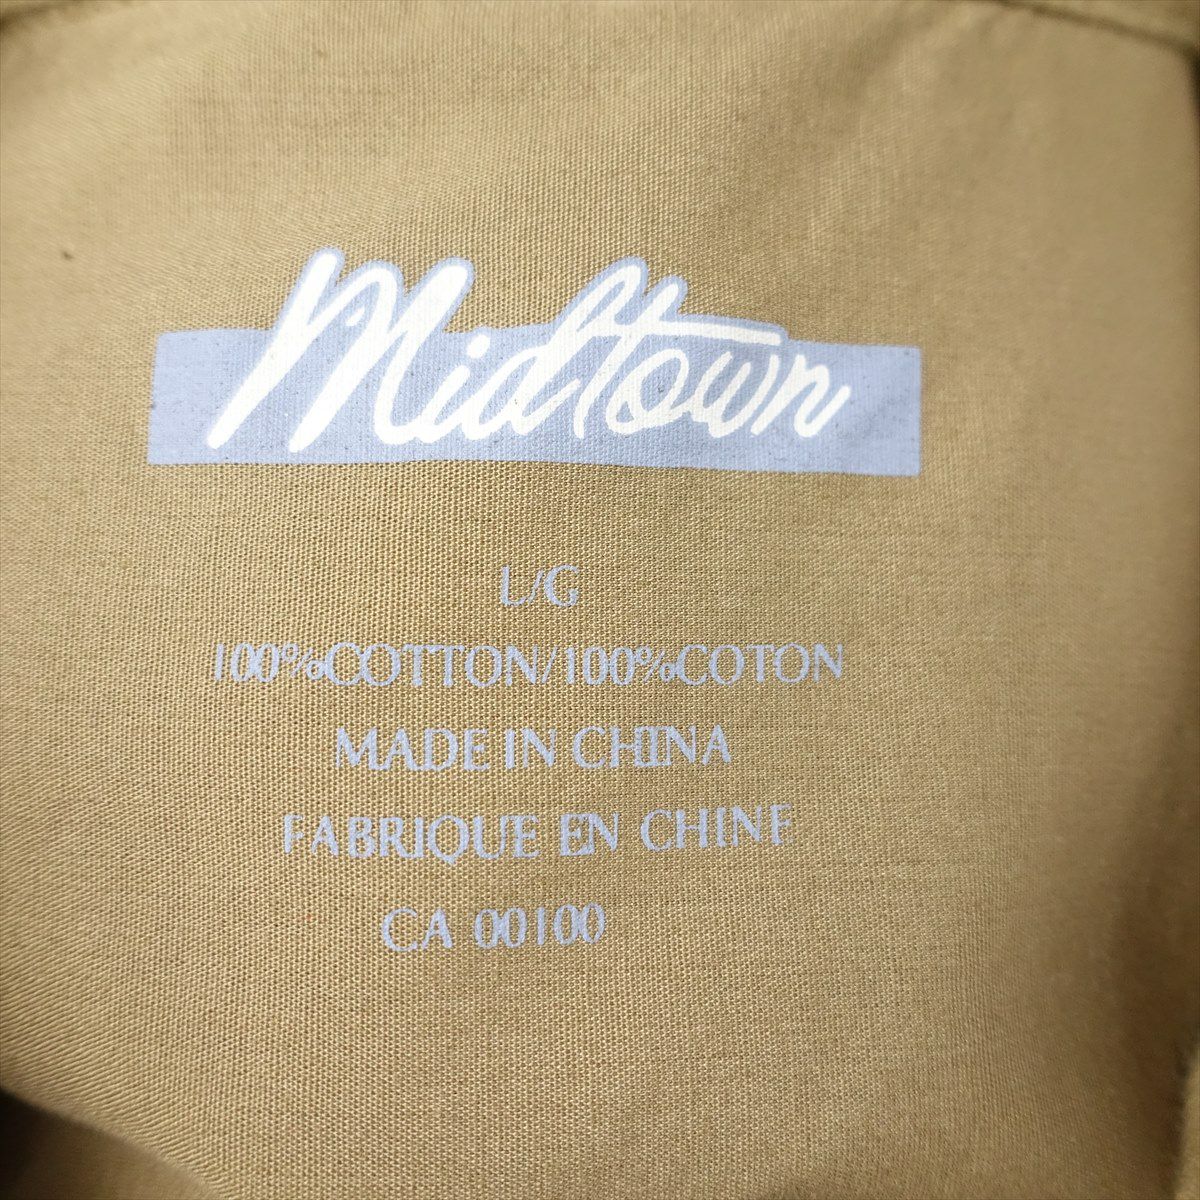 Midtown
L/G
100%COTTON/100%COTON
MADE IN CHINA
FABRIQUE EN CHINE
CA 00100